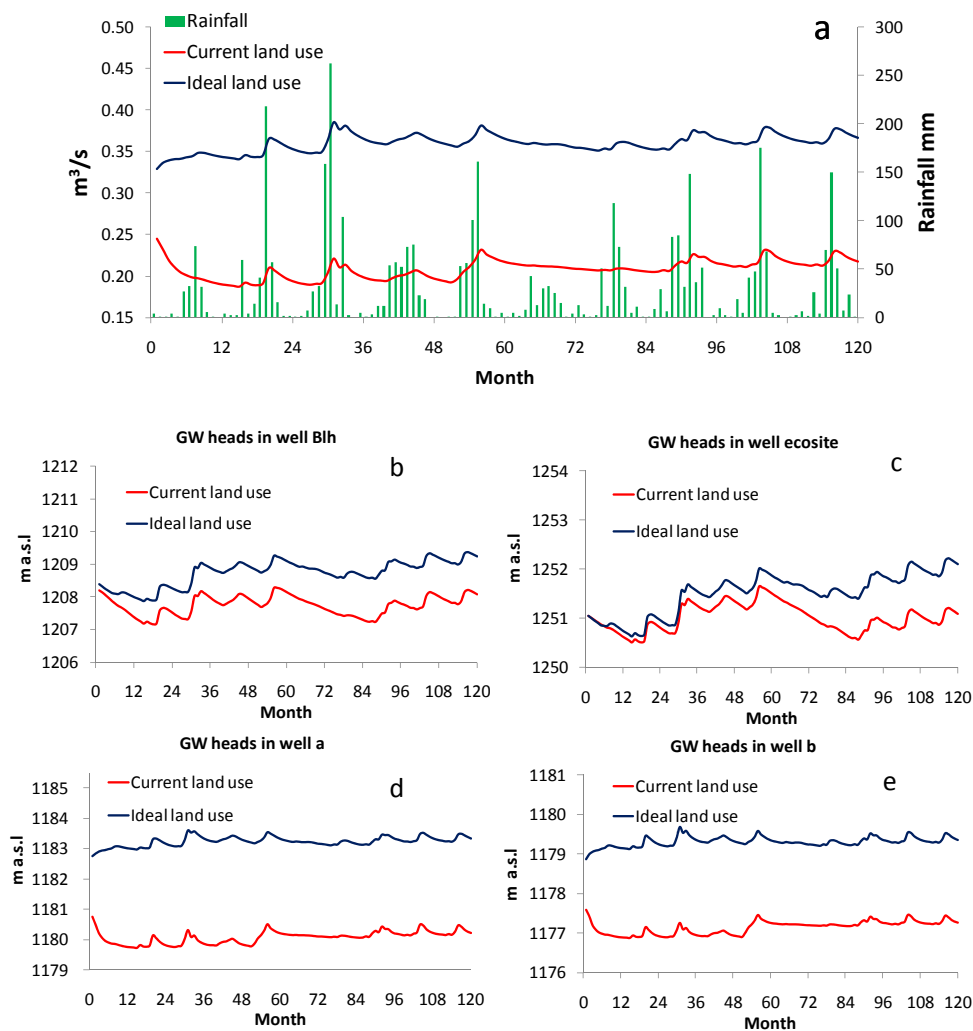 a
Rainfall
Current land use
Ideal land use
0.50
0.45
0.40
0.35
0.30
0.25
0.20
0.15
m³/s
300
250
200
150
100
50
0
Rainfall mm
0 12 24 36 48 60 72 84 96 108 120
Month
GW heads in well Blh
b
Current land use
Ideal land use
1212
1211
1210
1209
1208
1207
1206
m a.s.l
0 12 24 36 48 60 72 84 96 108 120
Month
GW heads in well ecosite
c
Current land use
Ideal land use
1254
1253
1252
1251
1250
m a.s.l
0 12 24 36 48 60 72 84 96 108 120
Month
GW heads in well a
d
Current land use
Ideal land use
1185
1184
1183
1181
1180
1179
m a.s.l
0 12 24 36 48 60 72 84 96 108 120
Month
GW heads in well b
e
Current land use
Ideal land use
1181
1180
1179
1178
1177
1176
m a.s.l
0 12 24 36 48 60 72 84 96 108 120
Month